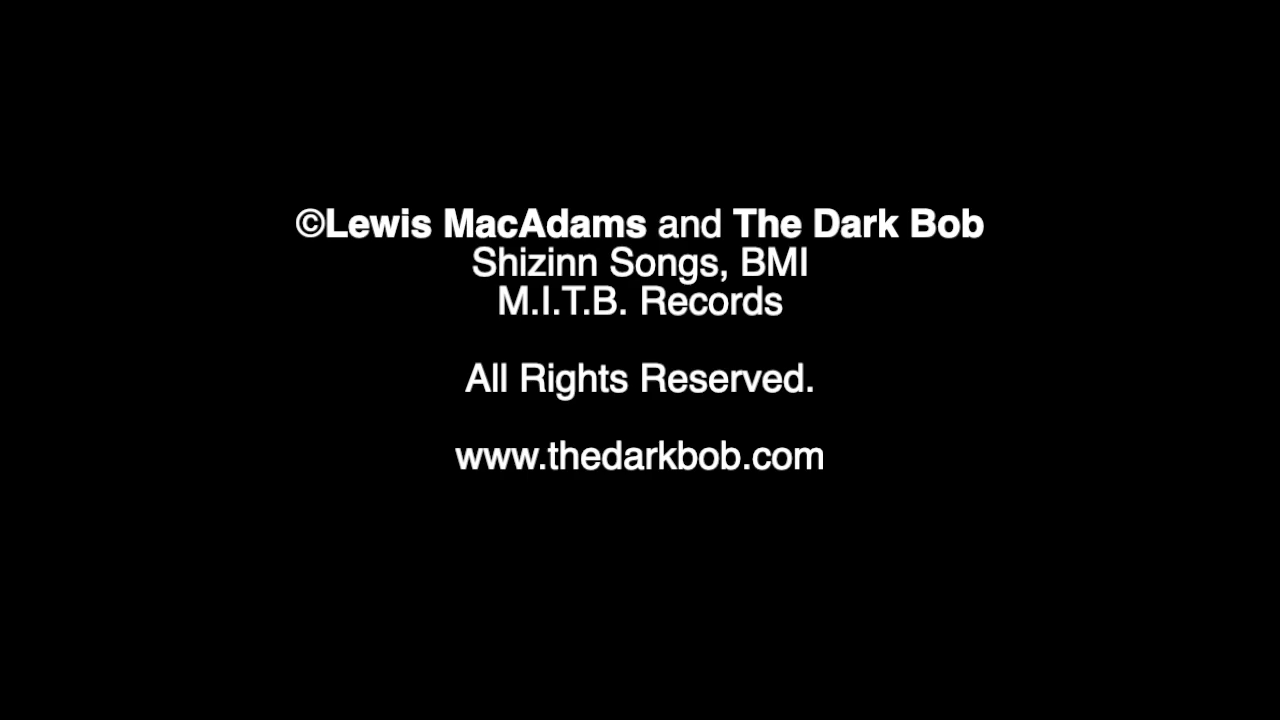 ©Lewis MacAdams and The Dark Bob
Shizinn Songs, BMI
M.I.T.B. Records
All Rights Reserved.
www.thedarkbob.com